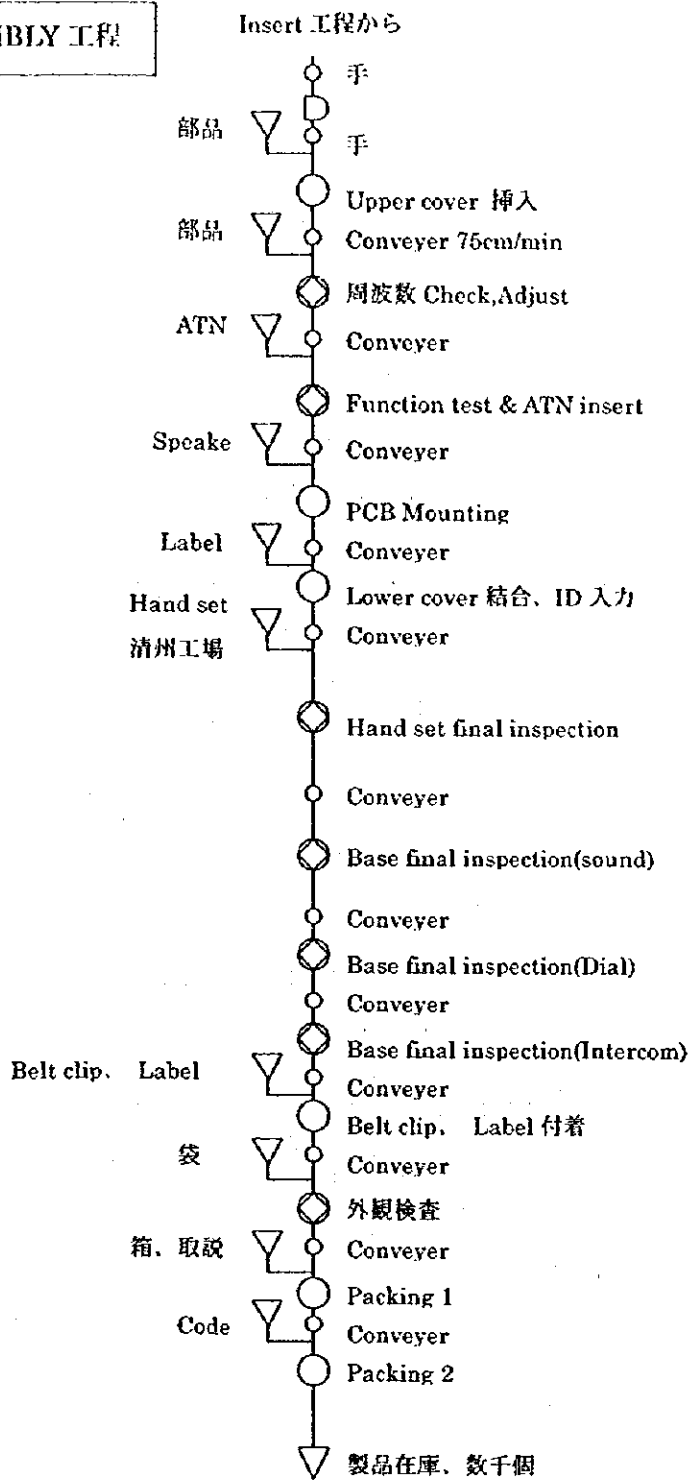 MBLY 工程
Insert 工程から
手
部品
手
Upper cover 挿入
部品
Conveyer 75cm/min
周波数 Check,Adjust
ATN
Conveyer
Function test & ATN insert
Speake
Conveyer
PCB Mounting
Label
Conveyer
Lower cover 結合、ID 入力
Hand set
Conveyer
清州工場
Hand set final inspection
Conveyer
Base final inspection(sound)
Conveyer
Base final inspection(Dial)
Conveyer
Base final inspection(Intercom)
Belt clip、 Label
Conveyer
Belt clip、 Label 付着
袋
Conveyer
外観検査
箱、取説
Conveyer
Packing 1
Code
Conveyer
Packing 2
製品在庫、数千個